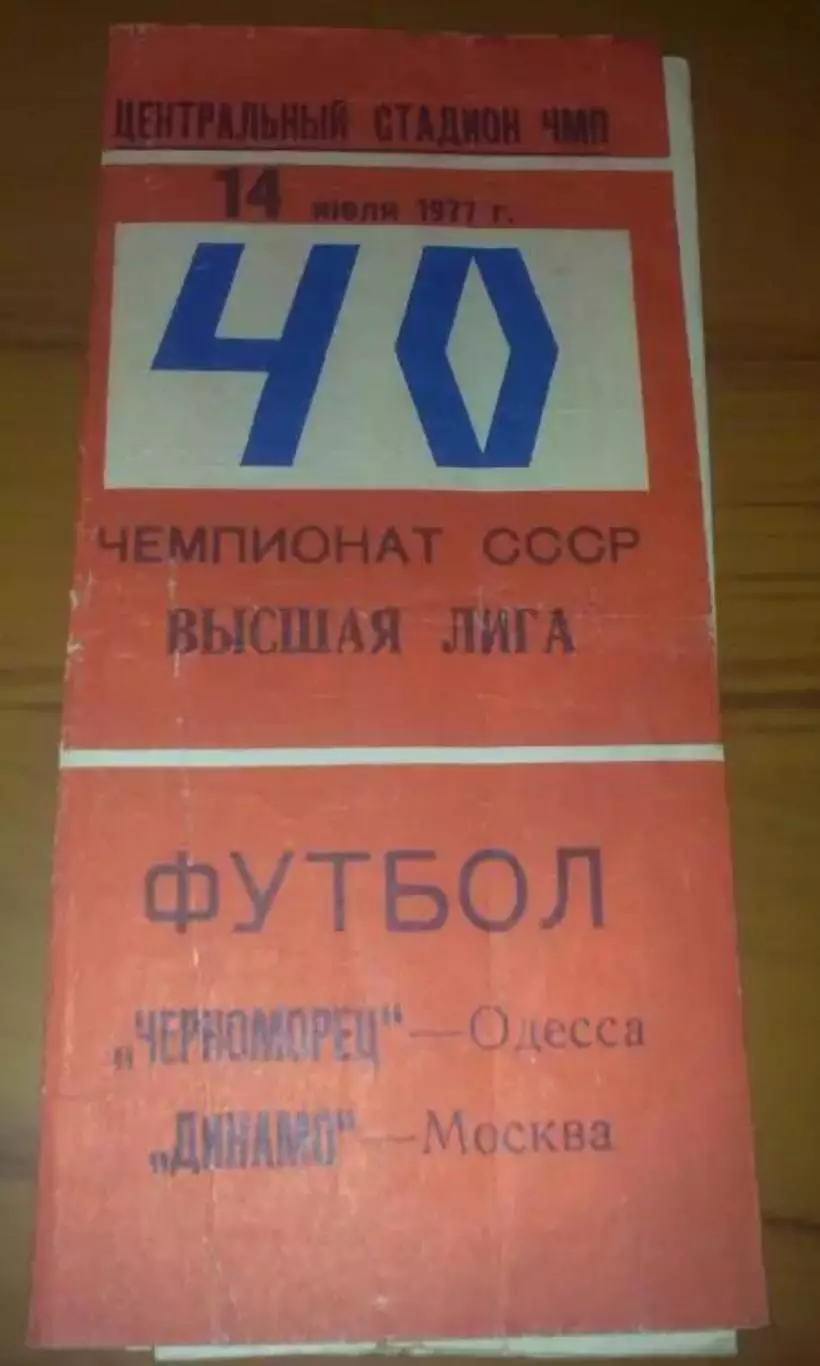 ЦЕНТРАЛЬНЫЙ СТАДИОН ЧМП
14 июля 1977 г.
40
ЧЕМПИОНАТ СССР
ВЫСШАЯ ЛИГА
ФУТБОЛ
„ЧЕРНОМОРЕЦ“ — Одесса
„ДИНАМО“ — Москва